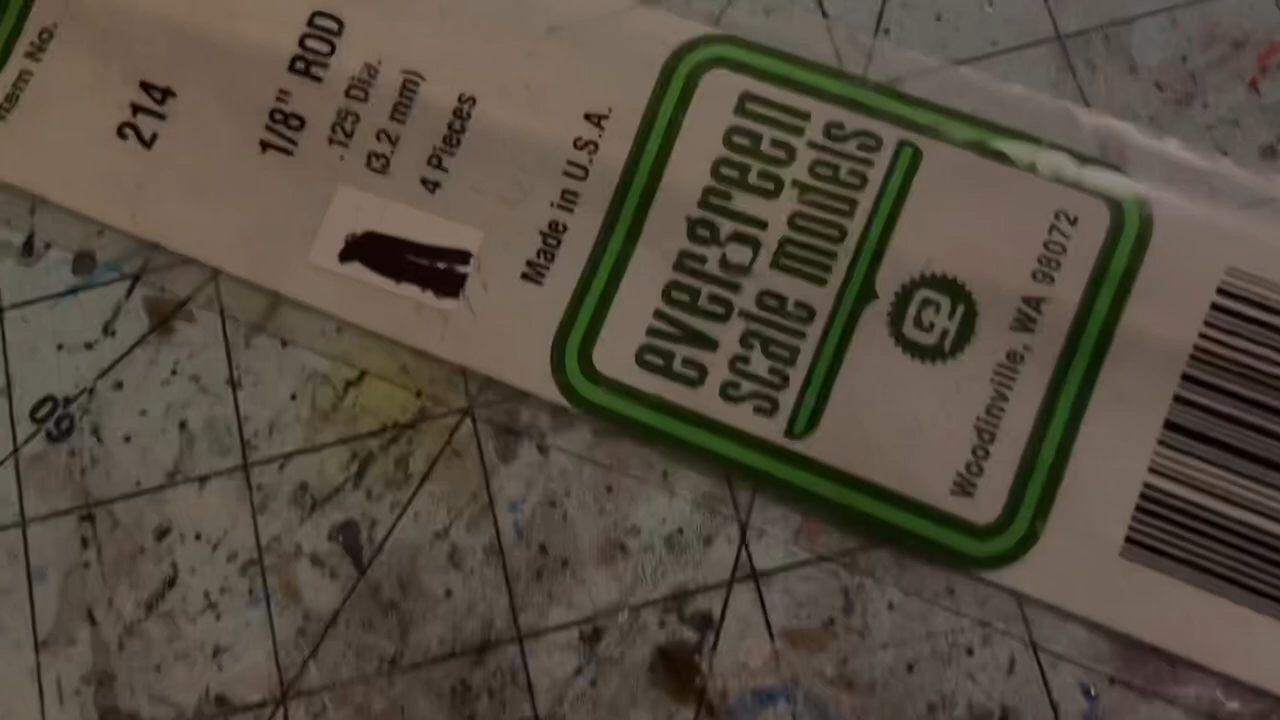 Item No.
214
1/8" ROD
.125 Dia.
(3.2 mm)
4 Pieces
Made in U.S.A.
evergreen
scale models
Woodinville, WA 98072
60